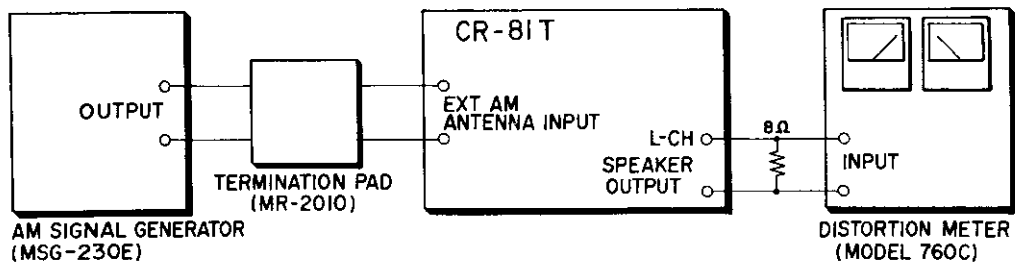 CR-81T
OUTPUT
EXT AM
ANTENNA INPUT
L-CH
SPEAKER
OUTPUT
8Ω
INPUT
TERMINATION PAD
(MR-2010)
AM SIGNAL GENERATOR
(MSG-230E)
DISTORTION METER
(MODEL 760C)